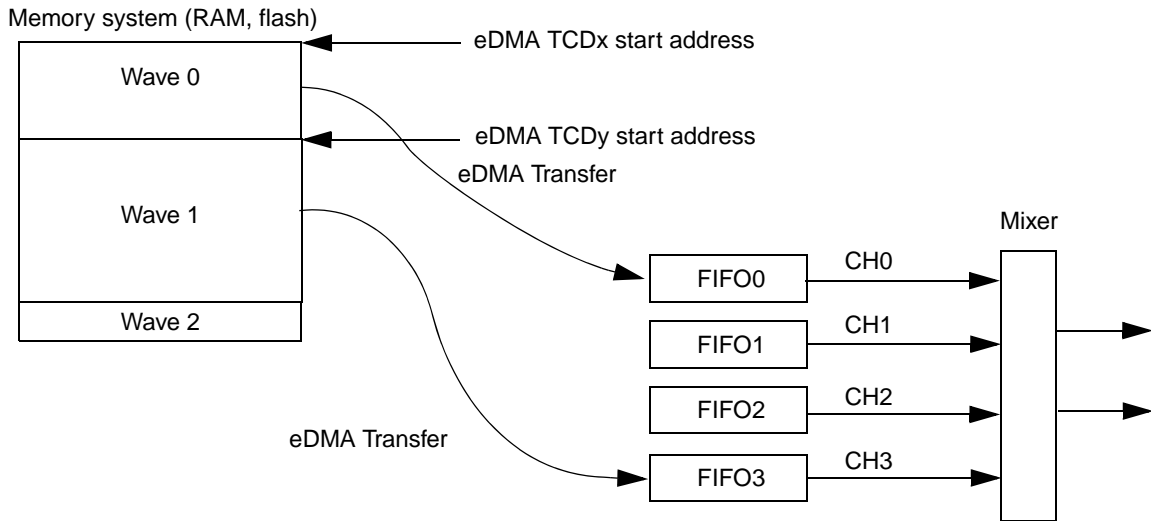 Memory system (RAM, flash)
eDMA TCDx start address
Wave 0
eDMA TCDy start address
eDMA Transfer
Wave 1
Mixer
FIFO0
CH0
Wave 2
FIFO1
CH1
FIFO2
CH2
eDMA Transfer
FIFO3
CH3